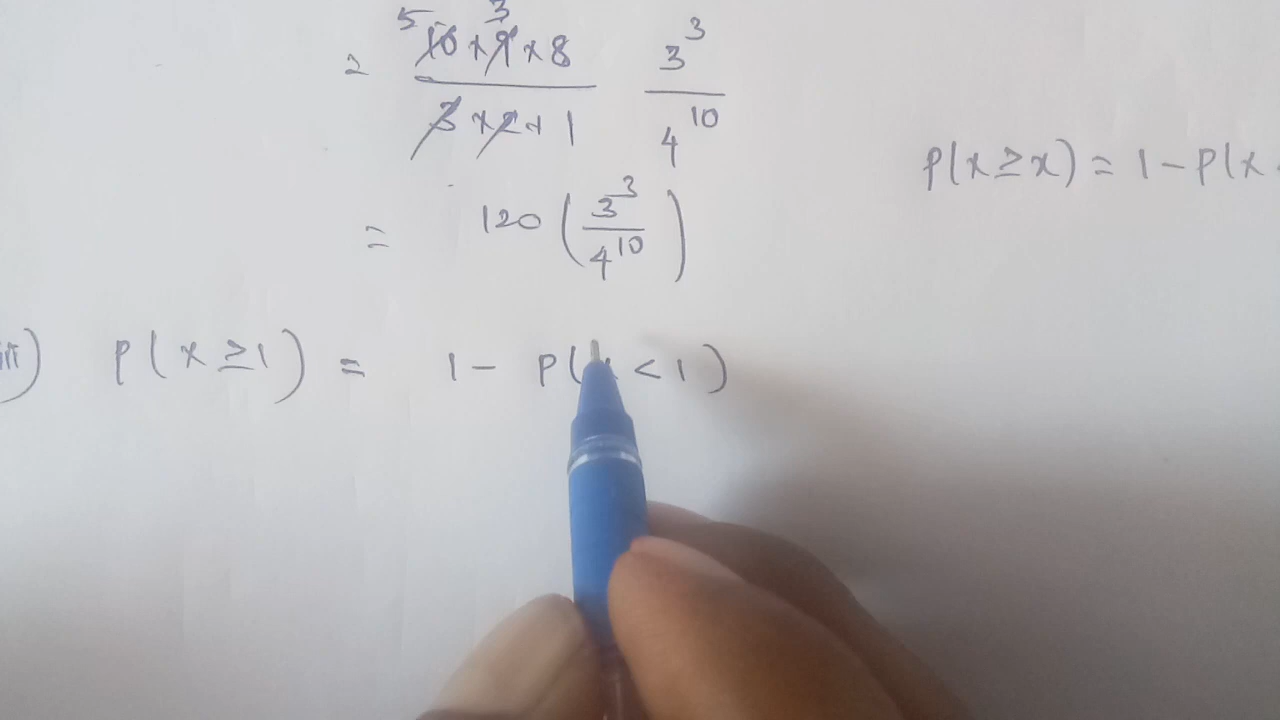 = 10 × 9 × 8 / 3 × 2 × 1 3^3 / 4^10
5 3
= 120 ( 3^3 / 4^10 )
P(x ≥ x) = 1 - P(x
iii) P(x ≥ 1) = 1 - P(x < 1)